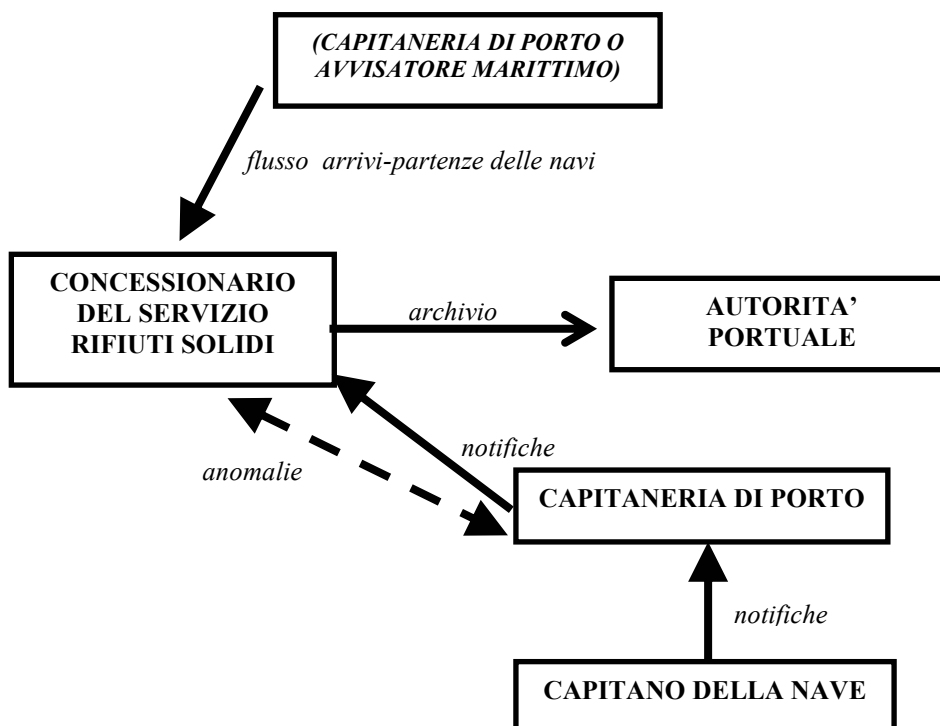 (CAPITANERIA DI PORTO O
AVVISATORE MARITTIMO)
flusso arrivi-partenze delle navi
CONCESSIONARIO
DEL SERVIZIO
RIFIUTI SOLIDI
archivio
AUTORITA’
PORTUALE
notifiche
anomalie
CAPITANERIA DI PORTO
notifiche
CAPITANO DELLA NAVE